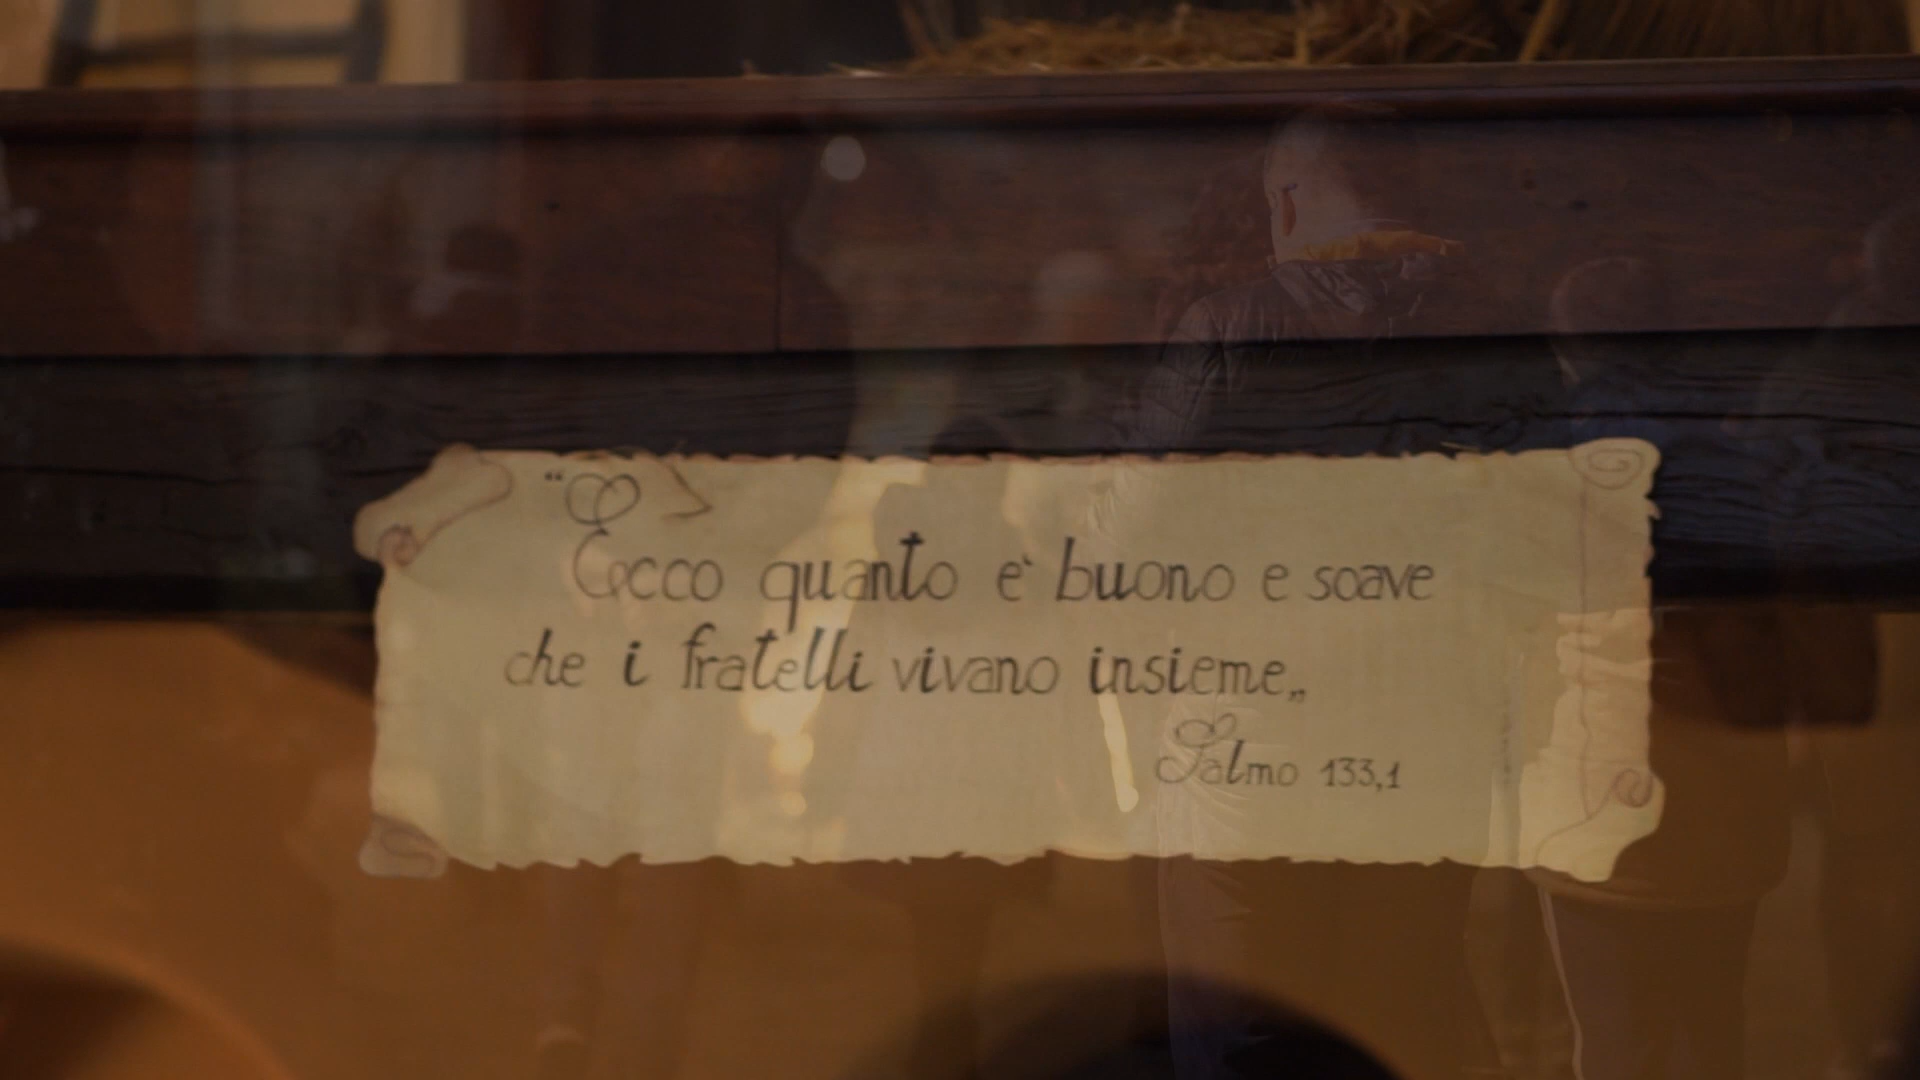 “Ecco quanto e' buono e soave
che i fratelli vivano insieme„
Salmo 133,1